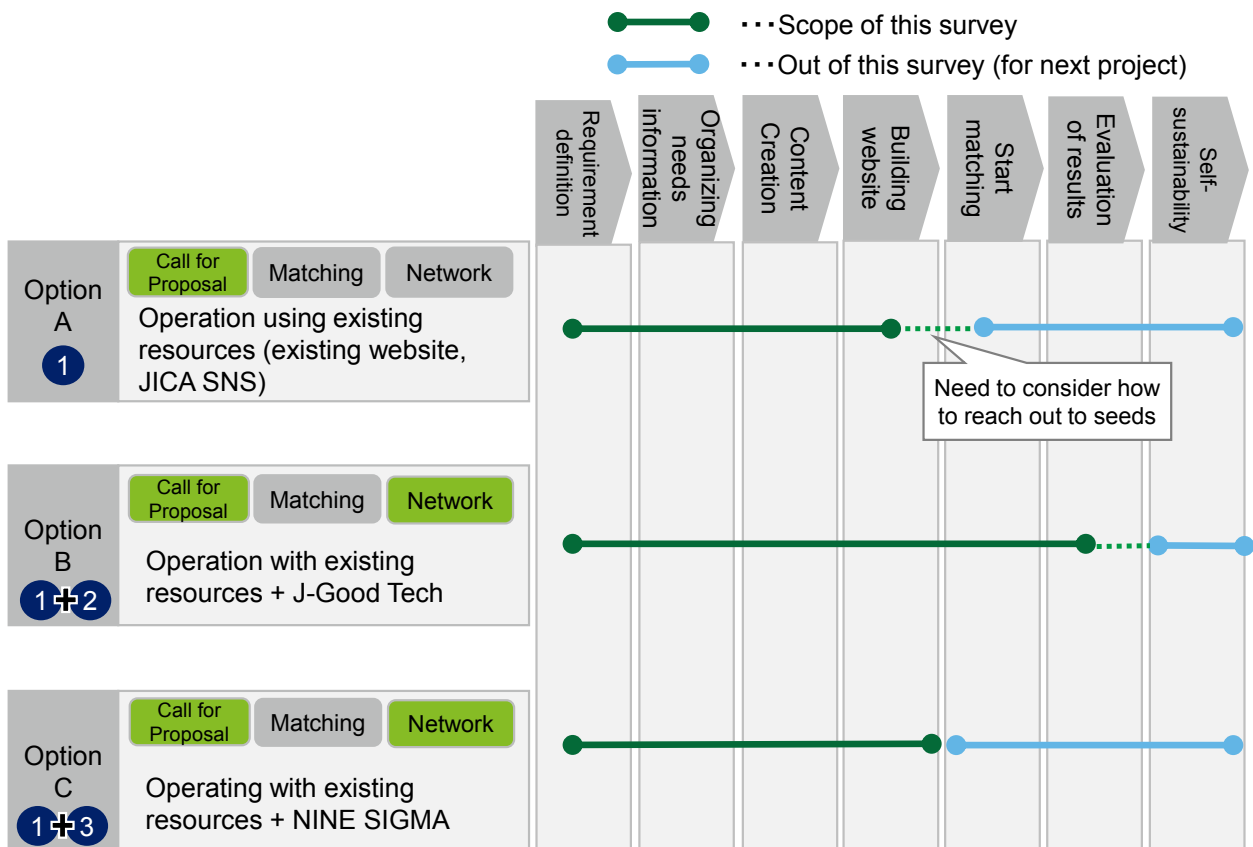 ···Scope of this survey
···Out of this survey (for next project)
Requirement
definition
Organizing
needs
information
Content
Creation
Building
website
Start
matching
Evaluation
of results
Self-
sustainability
Option
A
1
Call for
Proposal
Matching
Network
Operation using existing
resources (existing website,
JICA SNS)
Need to consider how
to reach out to seeds
Option
B
1+2
Call for
Proposal
Matching
Network
Operation with existing
resources + J-Good Tech
Option
C
1+3
Call for
Proposal
Matching
Network
Operating with existing
resources + NINE SIGMA